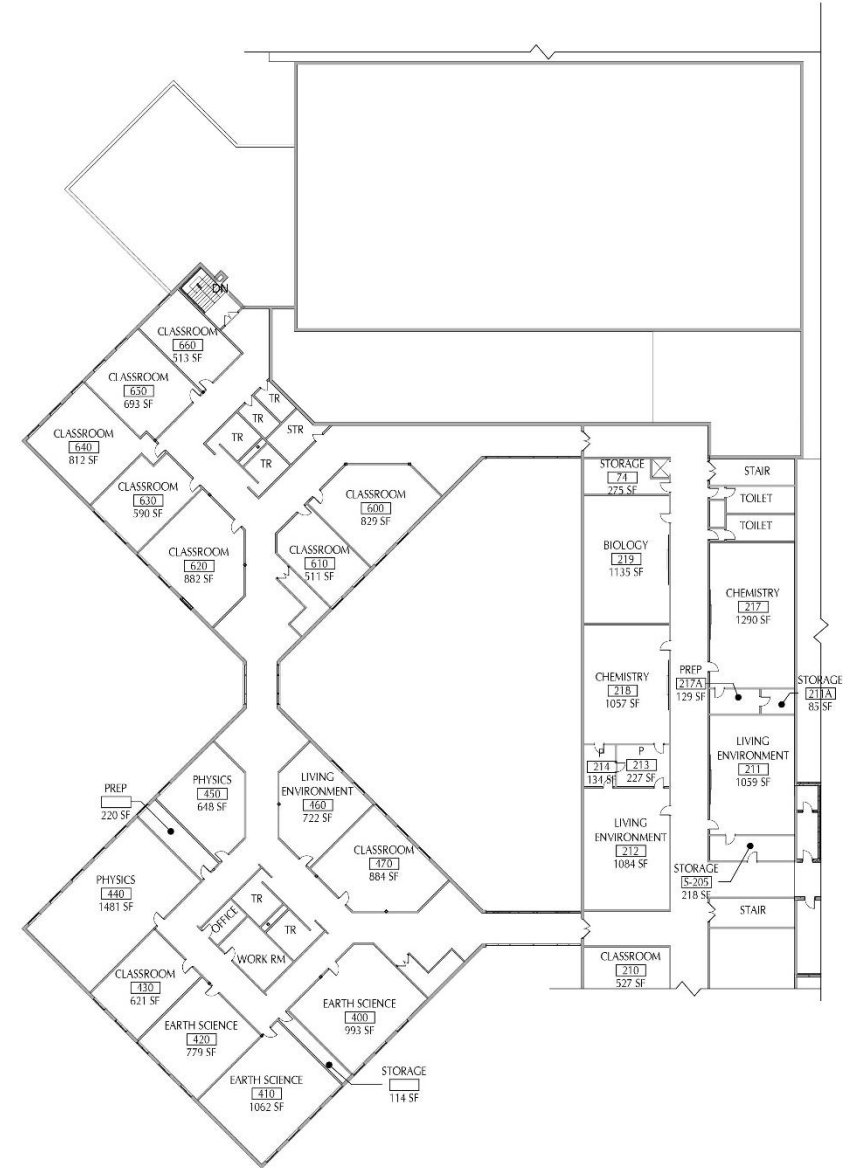 DN
CLASSROOM
660
513 SF
CLASSROOM
650
693 SF
CLASSROOM
640
812 SF
CLASSROOM
630
590 SF
CLASSROOM
620
882 SF
TR
TR
TR
STR
TR
CLASSROOM
600
829 SF
CLASSROOM
610
511 SF
STORAGE
74
275 SF
STAIR
TOILET
TOILET
BIOLOGY
219
1135 SF
CHEMISTRY
217
1290 SF
CHEMISTRY
218
1057 SF
PREP
217A
129 SF
STORAGE
211A
85 SF
P
214
134 SF
P
213
227 SF
LIVING
ENVIRONMENT
211
1059 SF
LIVING
ENVIRONMENT
212
1084 SF
STORAGE
S-205
218 SF
STAIR
CLASSROOM
210
527 SF
PHYSICS
450
648 SF
PREP
220 SF
LIVING
ENVIRONMENT
460
722 SF
CLASSROOM
470
884 SF
PHYSICS
440
1481 SF
TR
OFFICE
TR
WORK RM
CLASSROOM
430
621 SF
EARTH SCIENCE
420
779 SF
EARTH SCIENCE
400
993 SF
EARTH SCIENCE
410
1062 SF
STORAGE
114 SF